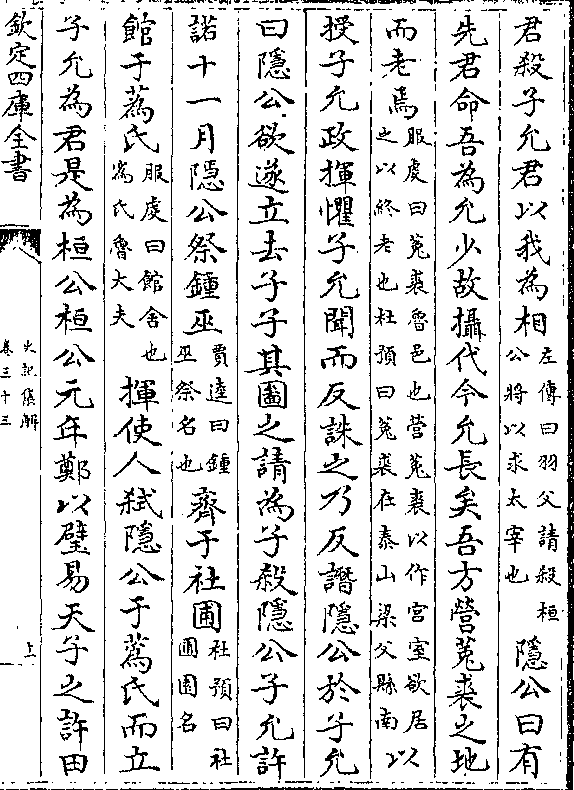 君殺子允君以我為相左傳曰羽父請殺桓公將以求太宰也隱公曰有
先君命吾為允少故攝代今允長矣吾方營菟裘之地
而老焉服虔曰菟裘魯邑也營菟裘以作宮室欲居之以終老也杜預曰菟裘在泰山梁父縣南以
授子允政揮懼子允聞而反誅之乃反譖隱公於子允
曰隱公欲遂立去子子其圖之請為子殺隱公子允許
諾十一月隱公祭鍾巫賈逵曰鍾巫祭名也齊于社圃杜預曰社圃園名
館于蒍氏服虔曰館舍也蒍氏魯大夫揮使人弑隱公于蒍氏而立
子允為君是為桓公桓公元年鄭以璧易天子之許田
欽定四庫全書
史記集解
卷三十三
上